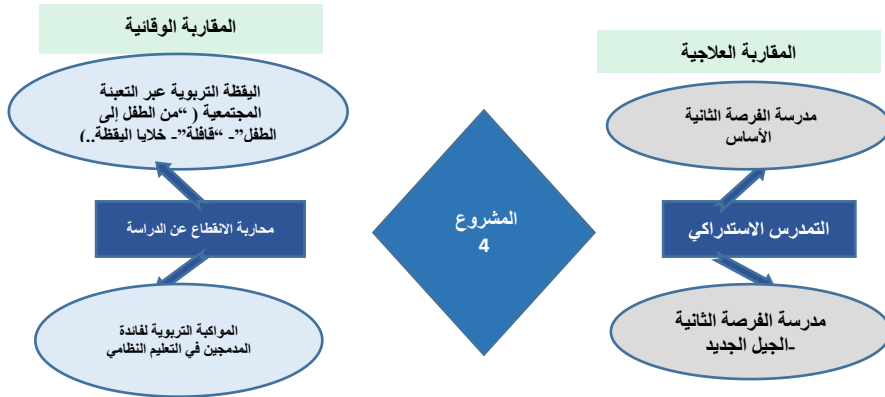 المقاربة العلاجية
مدرسة الفرصة الثانية
الأساس
التمدرس الاستدراكي
مدرسة الفرصة الثانية
-الجيل الجديد
المشروع
4
المقاربة الوقائية
اليقظة التربوية عبر التعبئة
المجتمعية ( “من الطفل إلى
الطفل”- “قافلة”- خلايا اليقظة..)
محاربة الانقطاع عن الدراسة
المواكبة التربوية لفائدة
المدمجين في التعليم النظامي